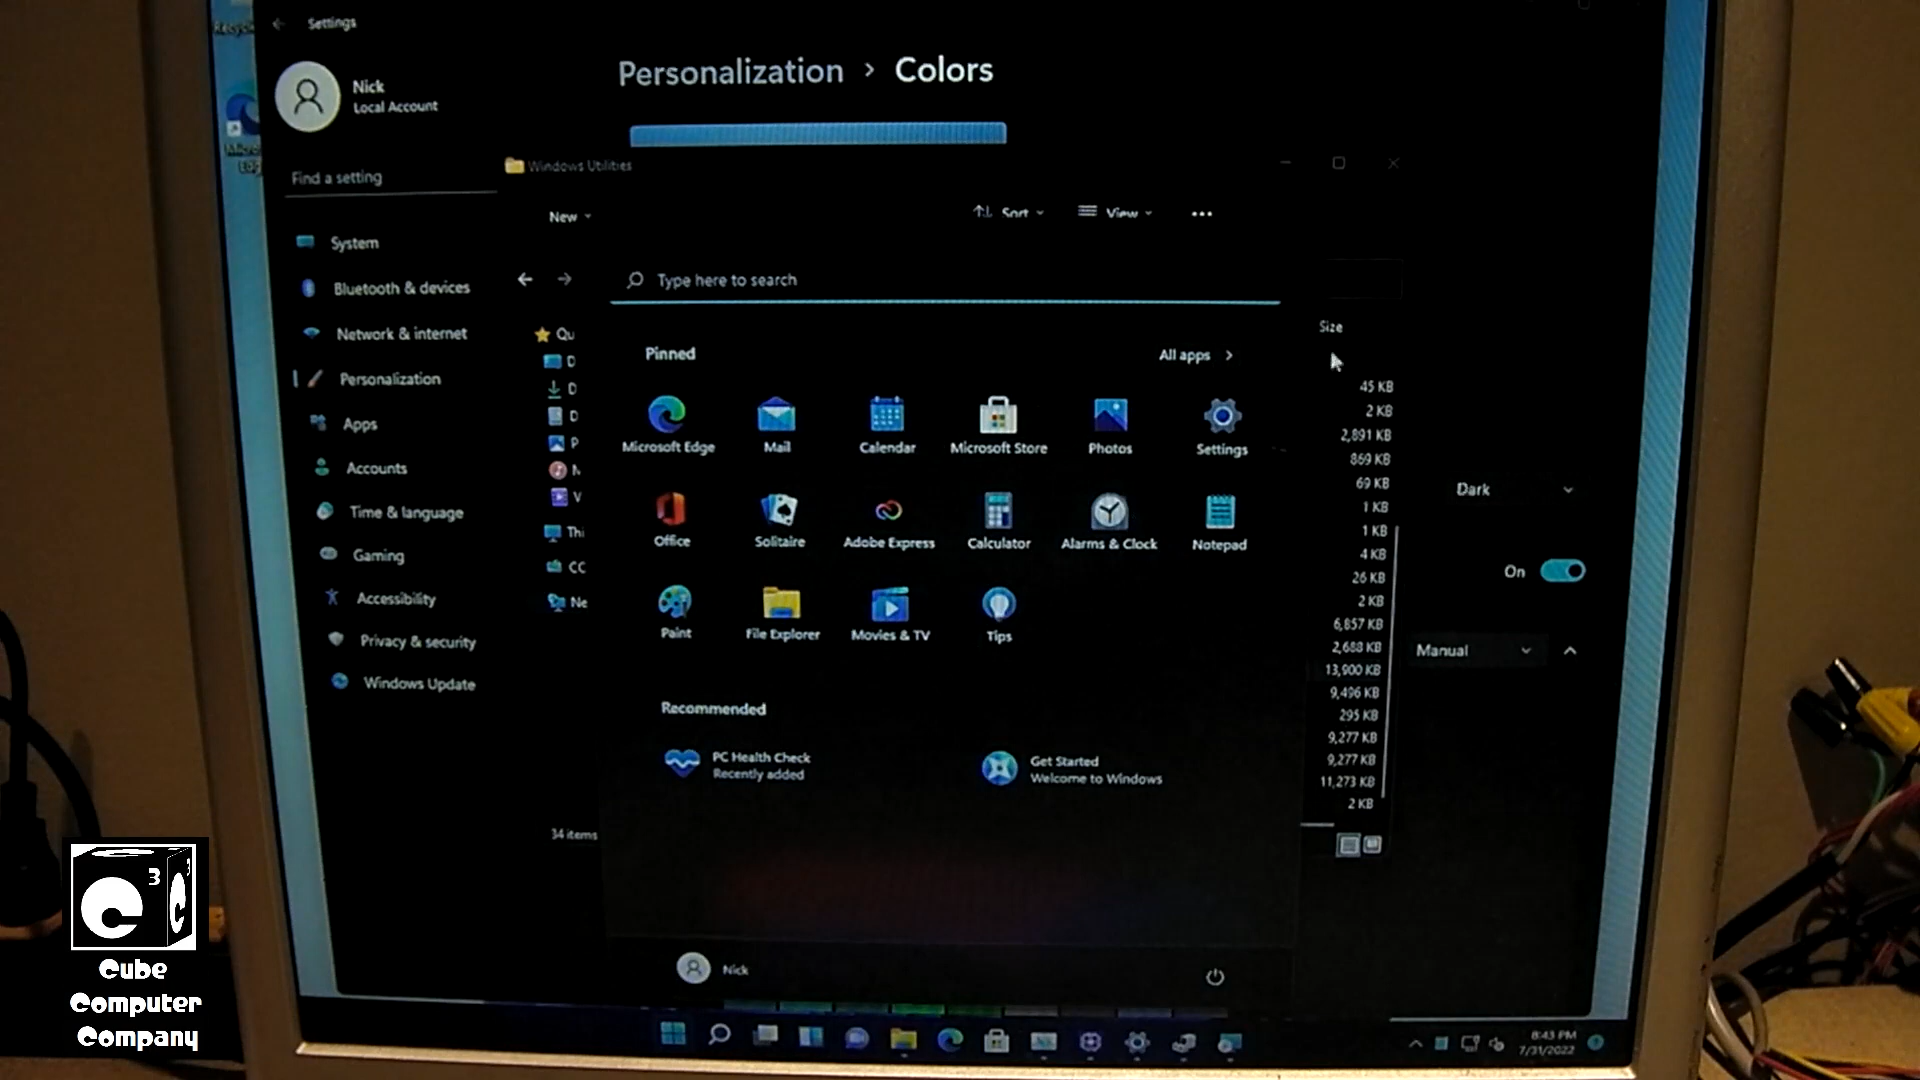 Settings
Nick
Local Account
Find a setting
System
Bluetooth & devices
Network & internet
Personalization
Apps
Accounts
Time & language
Gaming
Accessibility
Privacy & security
Windows Update
Personalization > Colors
Windows Utilities
New
Sort
View
Type here to search
Pinned
All apps >
Microsoft Edge
Mail
Calendar
Microsoft Store
Photos
Settings
Office
Solitaire
Adobe Express
Calculator
Alarms & Clock
Notepad
Paint
File Explorer
Movies & TV
Tips
Recommended
PC Health Check
Recently added
Get Started
Welcome to Windows
Nick
Qu
D
D
D
P
N
V
Thi
CC
Ne
34 items
Size
45 KB
2 KB
2,891 KB
869 KB
69 KB
1 KB
1 KB
4 KB
26 KB
2 KB
6,857 KB
2,688 KB
13,900 KB
9,496 KB
295 KB
9,277 KB
9,277 KB
11,273 KB
2 KB
Dark
On
Manual
8:43 PM
7/31/2022
C 3 C 3
Cube
Computer
Company